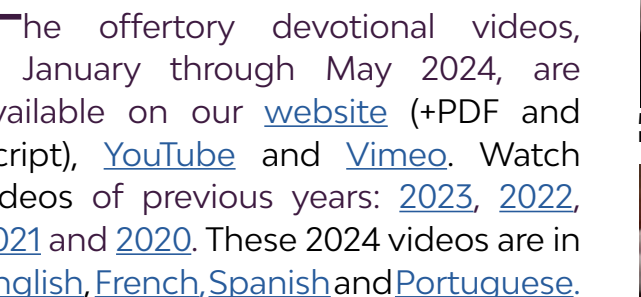 he offertory devotional videos,
January through May 2024, are
vailable on our website (+PDF and
cript), YouTube and Vimeo. Watch
deos of previous years: 2023, 2022,
021 and 2020. These 2024 videos are in
nglish, French, Spanish and Portuguese.